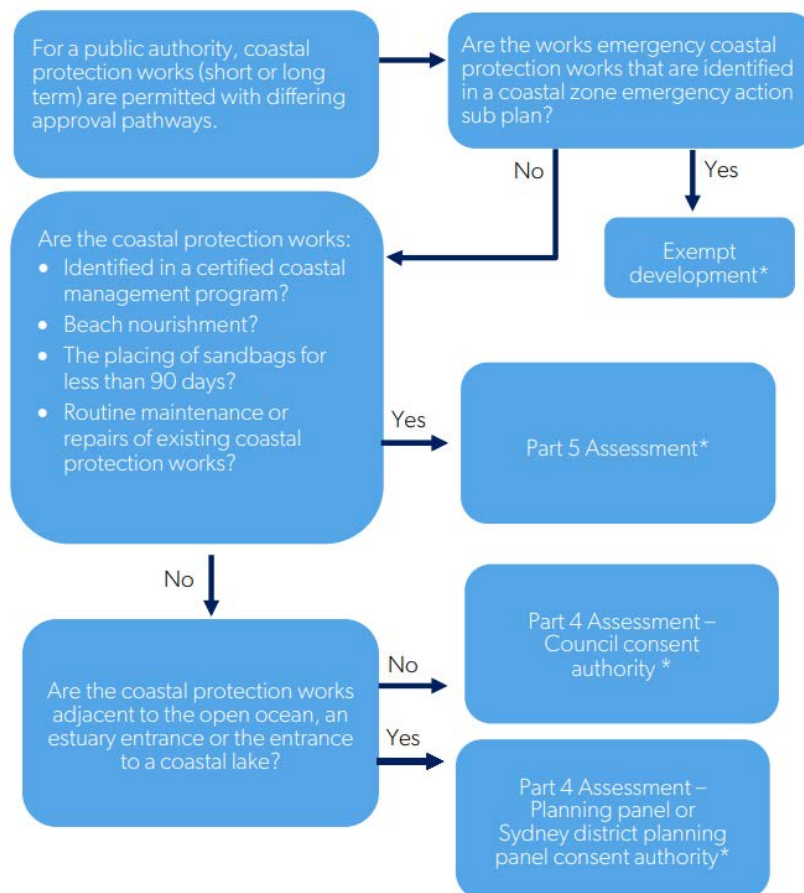 For a public authority, coastal
protection works (short or long
term) are permitted with differing
approval pathways.
Are the works emergency coastal
protection works that are identified
in a coastal zone emergency action
sub plan?
No
Yes
Exempt
development*
Are the coastal protection works:
• Identified in a certified coastal
management program?
• Beach nourishment?
• The placing of sandbags for
less than 90 days?
• Routine maintenance or
repairs of existing coastal
protection works?
Yes
Part 5 Assessment*
No
Are the coastal protection works
adjacent to the open ocean, an
estuary entrance or the entrance
to a coastal lake?
No
Part 4 Assessment –
Council consent
authority *
Yes
Part 4 Assessment –
Planning panel or
Sydney district planning
panel consent authority*